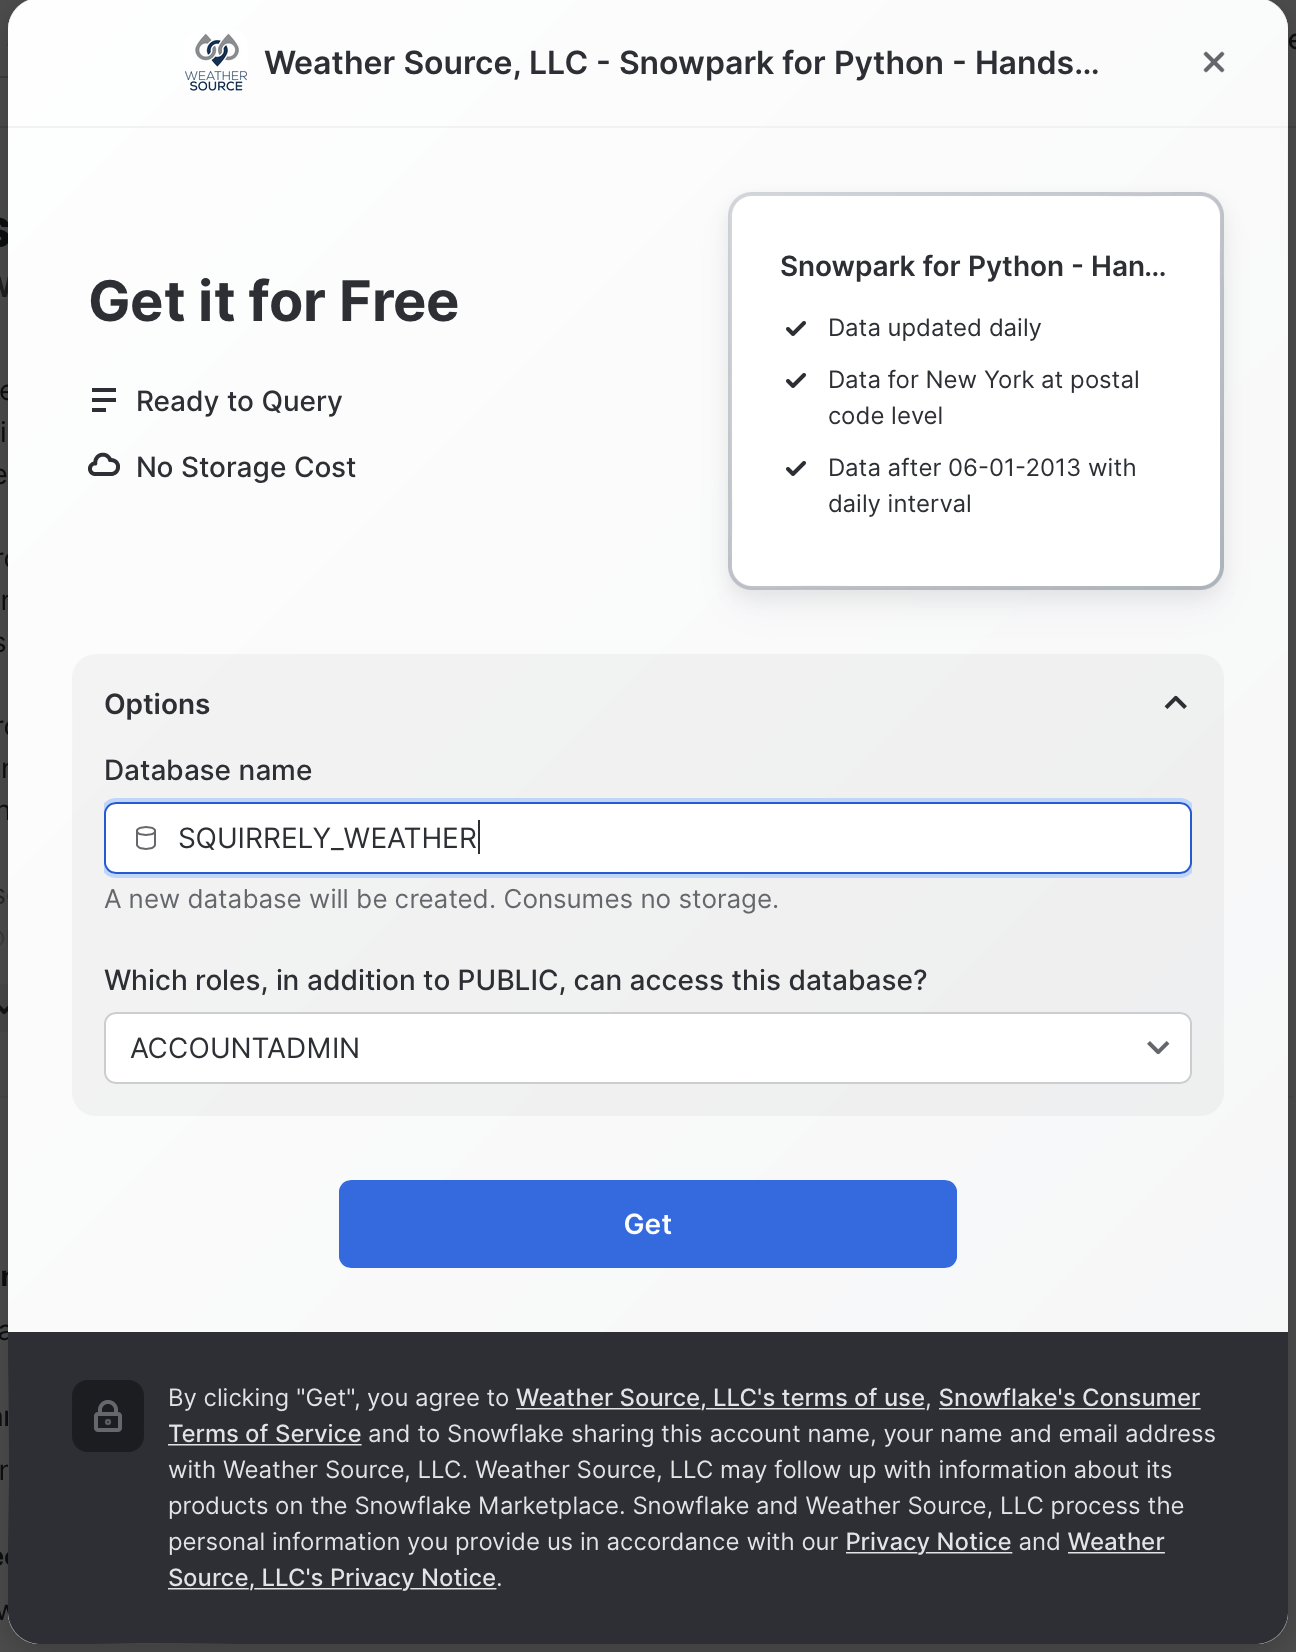 WEATHER
SOURCE
Weather Source, LLC - Snowpark for Python - Hands...
Get it for Free
Ready to Query
No Storage Cost
Snowpark for Python - Han...
Data updated daily
Data for New York at postal
code level
Data after 06-01-2013 with
daily interval
Options
Database name
SQUIRRELY_WEATHER
A new database will be created. Consumes no storage.
Which roles, in addition to PUBLIC, can access this database?
ACCOUNTADMIN
Get
By clicking "Get", you agree to Weather Source, LLC's terms of use, Snowflake's Consumer
Terms of Service and to Snowflake sharing this account name, your name and email address
with Weather Source, LLC. Weather Source, LLC may follow up with information about its
products on the Snowflake Marketplace. Snowflake and Weather Source, LLC process the
personal information you provide us in accordance with our Privacy Notice and Weather
Source, LLC's Privacy Notice.